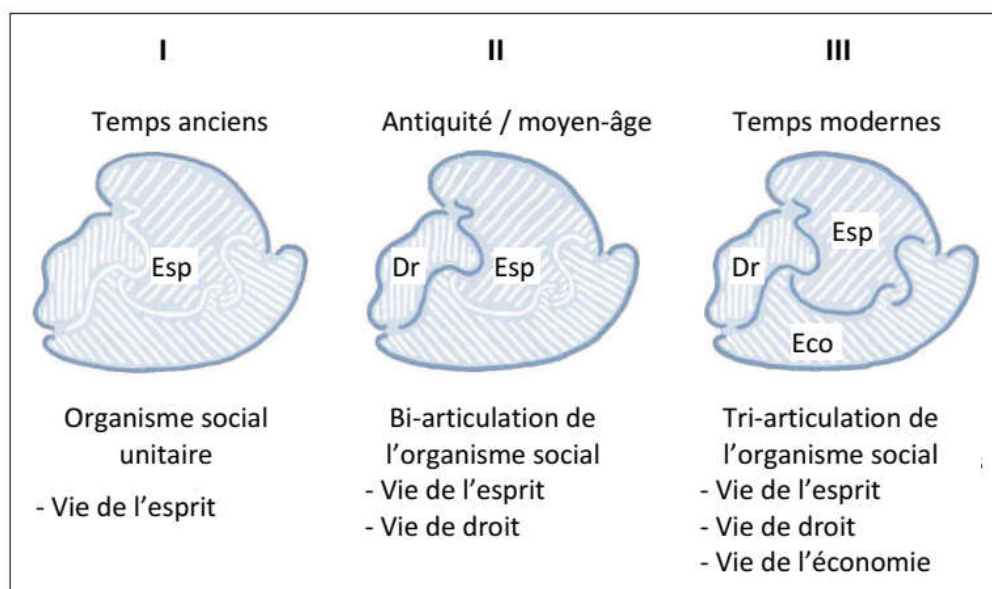 I
Temps anciens
Esp
Organisme social
unitaire
- Vie de l’esprit
II
Antiquité / moyen-âge
Dr
Esp
Bi-articulation de
l’organisme social
- Vie de l’esprit
- Vie de droit
III
Temps modernes
Esp
Dr
Eco
Tri-articulation de
l’organisme social
- Vie de l’esprit
- Vie de droit
- Vie de l’économie